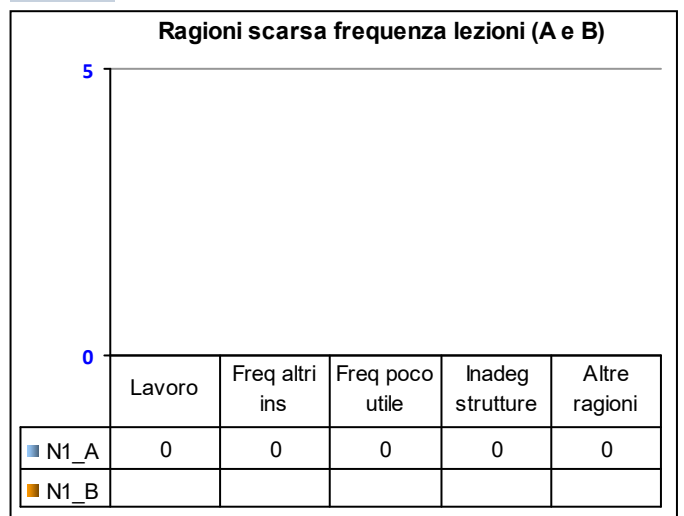 Ragioni scarsa frequenza lezioni (A e B)
5
0
Lavoro
Freq altri
ins
Freq poco
utile
Inadeg
strutture
Altre
ragioni
N1_A 0 0 0 0 0
N1_B